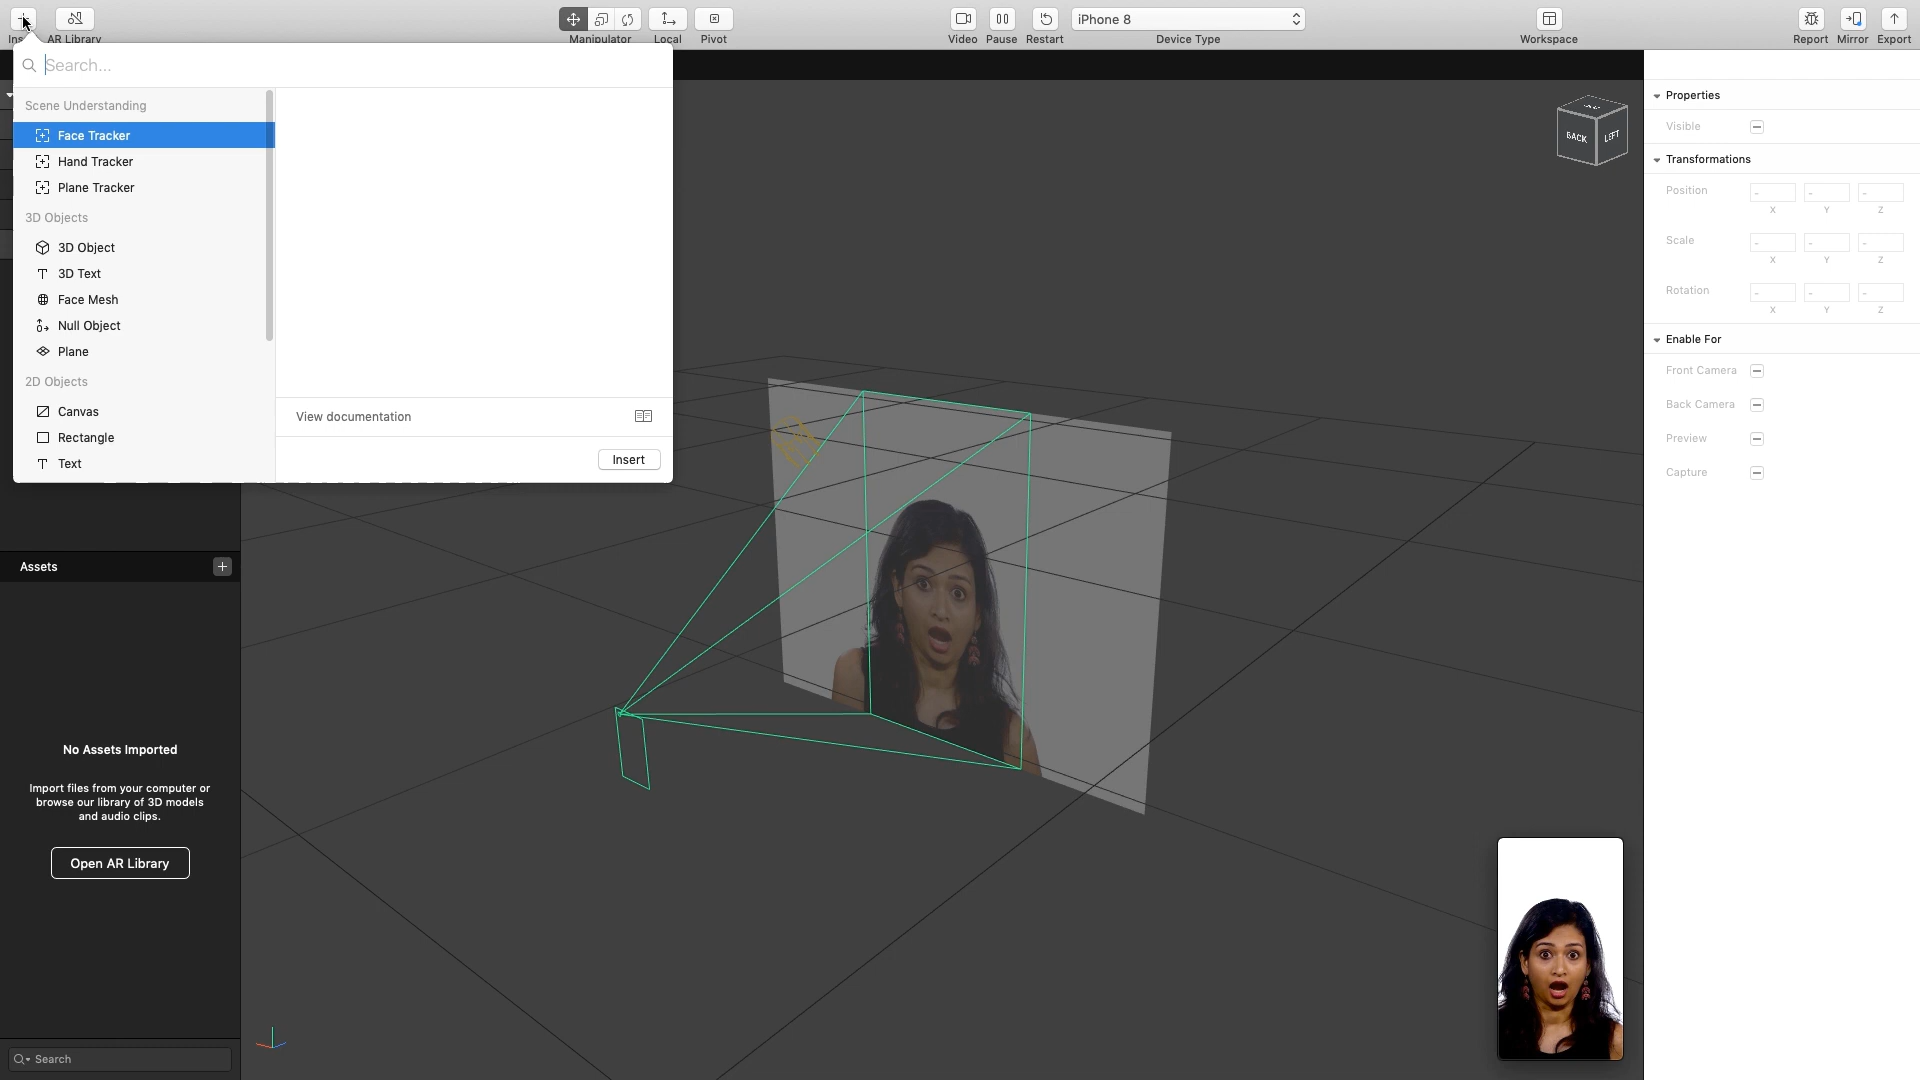 AR Library
Manipulator
Local
Pivot
Video
Pause
Restart
iPhone 8
Device Type
Workspace
Report
Mirror
Export
Search...
Scene Understanding
Face Tracker
Hand Tracker
Plane Tracker
3D Objects
3D Object
3D Text
Face Mesh
Null Object
Plane
2D Objects
Canvas
Rectangle
Text
View documentation
Insert
BACK
LEFT
Properties
Visible
Transformations
Position
- - -
X Y Z
Scale
- - -
X Y Z
Rotation
- - -
X Y Z
Enable For
Front Camera
Back Camera
Preview
Capture
Assets
No Assets Imported
Import files from your computer or
browse our library of 3D models
and audio clips.
Open AR Library
Search